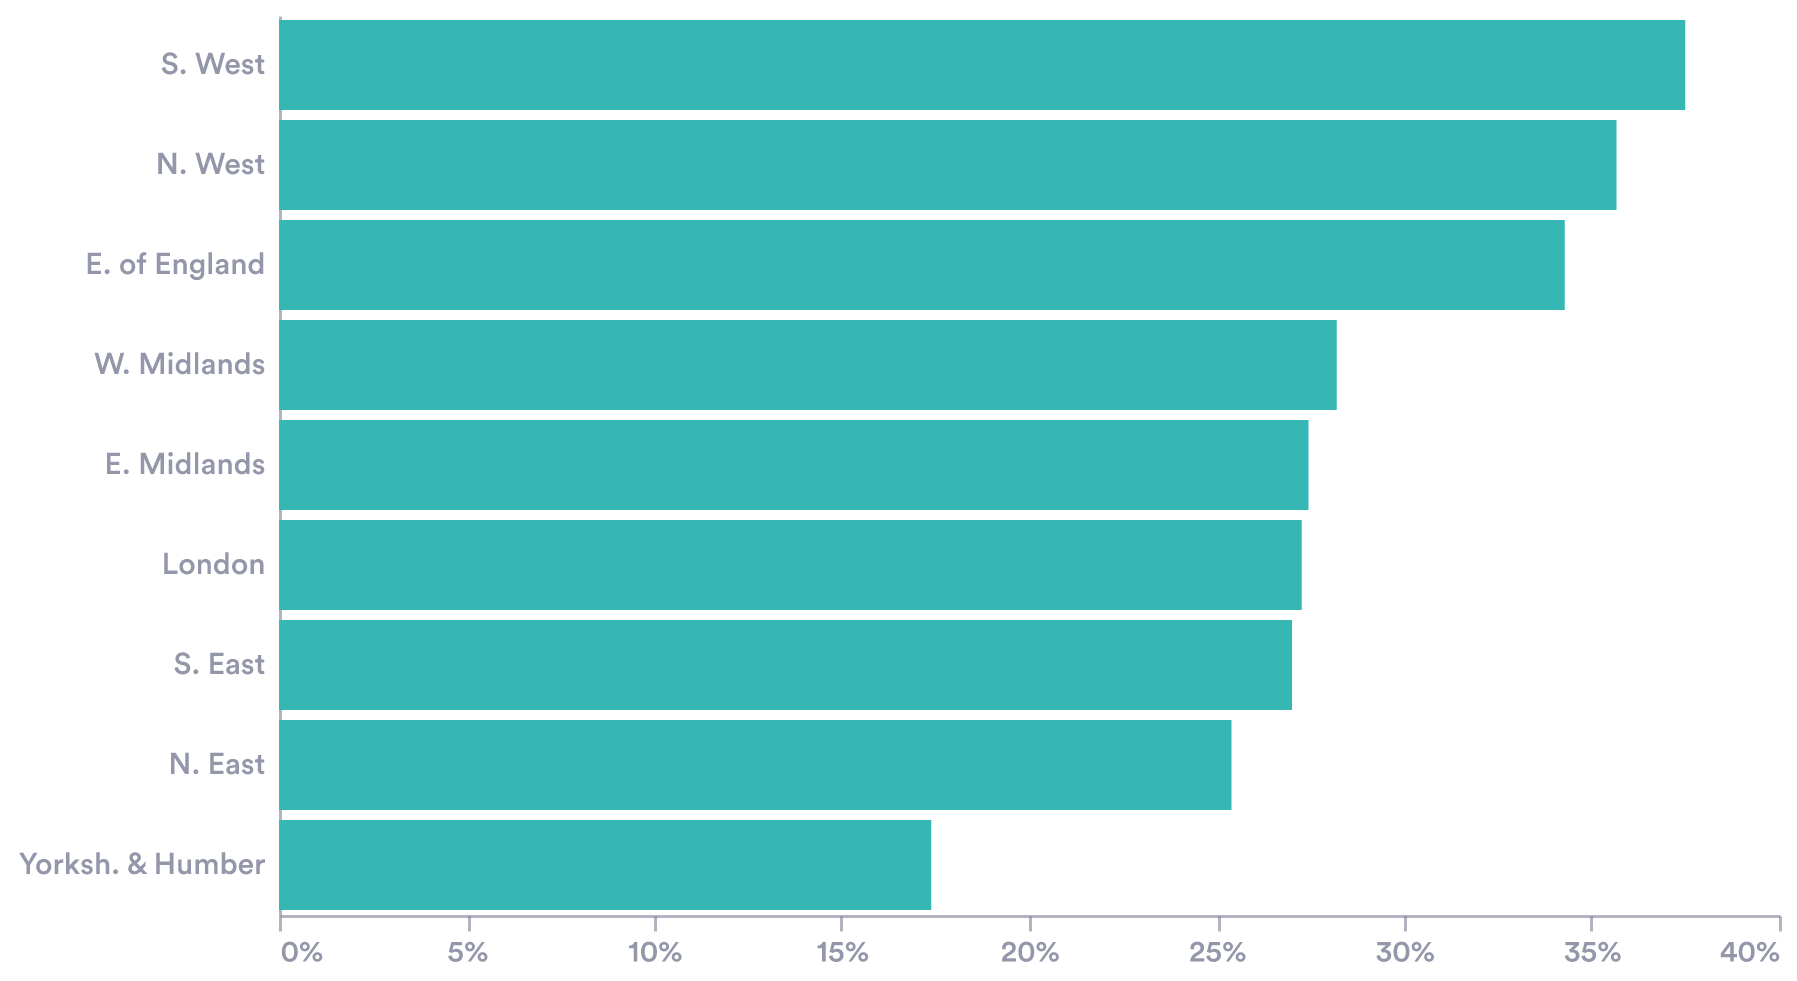 S. West
N. West
E. of England
W. Midlands
E. Midlands
London
S. East
N. East
Yorksh. & Humber
0% 5% 10% 15% 20% 25% 30% 35% 40%